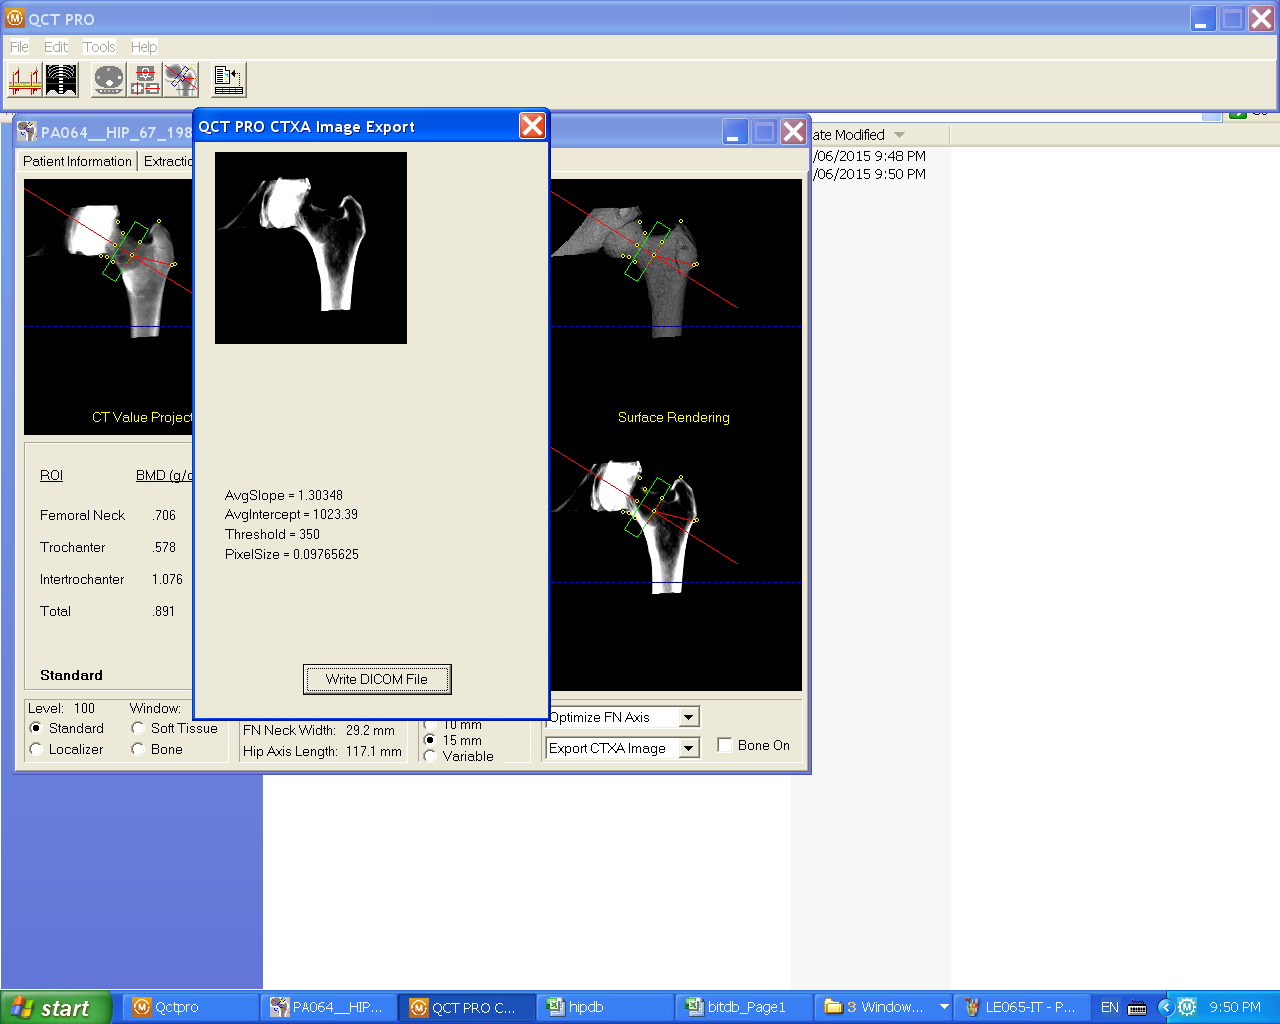 QCT PRO
File Edit Tools Help
PA064__HIP_67_198
QCT PRO CTXA Image Export
ate Modified
Patient Information
/06/2015 9:48 PM
/06/2015 9:50 PM
CT Value
Surface Rendering
ROI
BMD
AvgSlope = 1.30348
AvgIntercept = 1023.39
Threshold = 350
PixelSize = 0.09765625
Femoral Neck .706
Trochanter .578
Intertrochanter 1.076
Total .891
Standard
Write DICOM File
Level: 100 Window:
Standard Soft Tissue
Localizer Bone
FN Neck Width: 29.2 mm
Hip Axis Length: 117.1 mm
10 mm
15 mm
Variable
Optimize FN Axis
Export CTXA Image
Bone On
start Qctpro PA064__HIP... QCT PRO C... hipdb bitdb_Page1 3 Window... LE065-IT - P... EN 9:50 PM